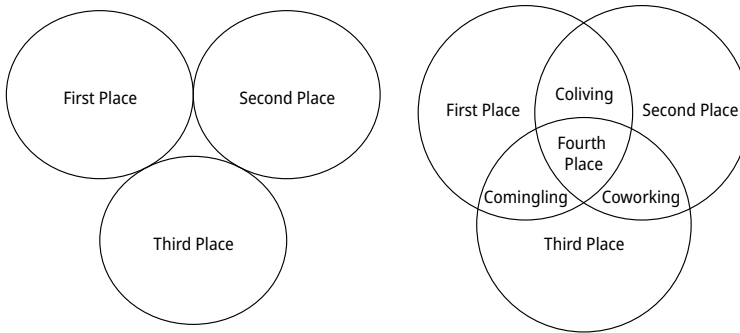 First Place
Second Place
Third Place
First Place
Coliving
Second Place
Fourth
Place
Comingling
Coworking
Third Place